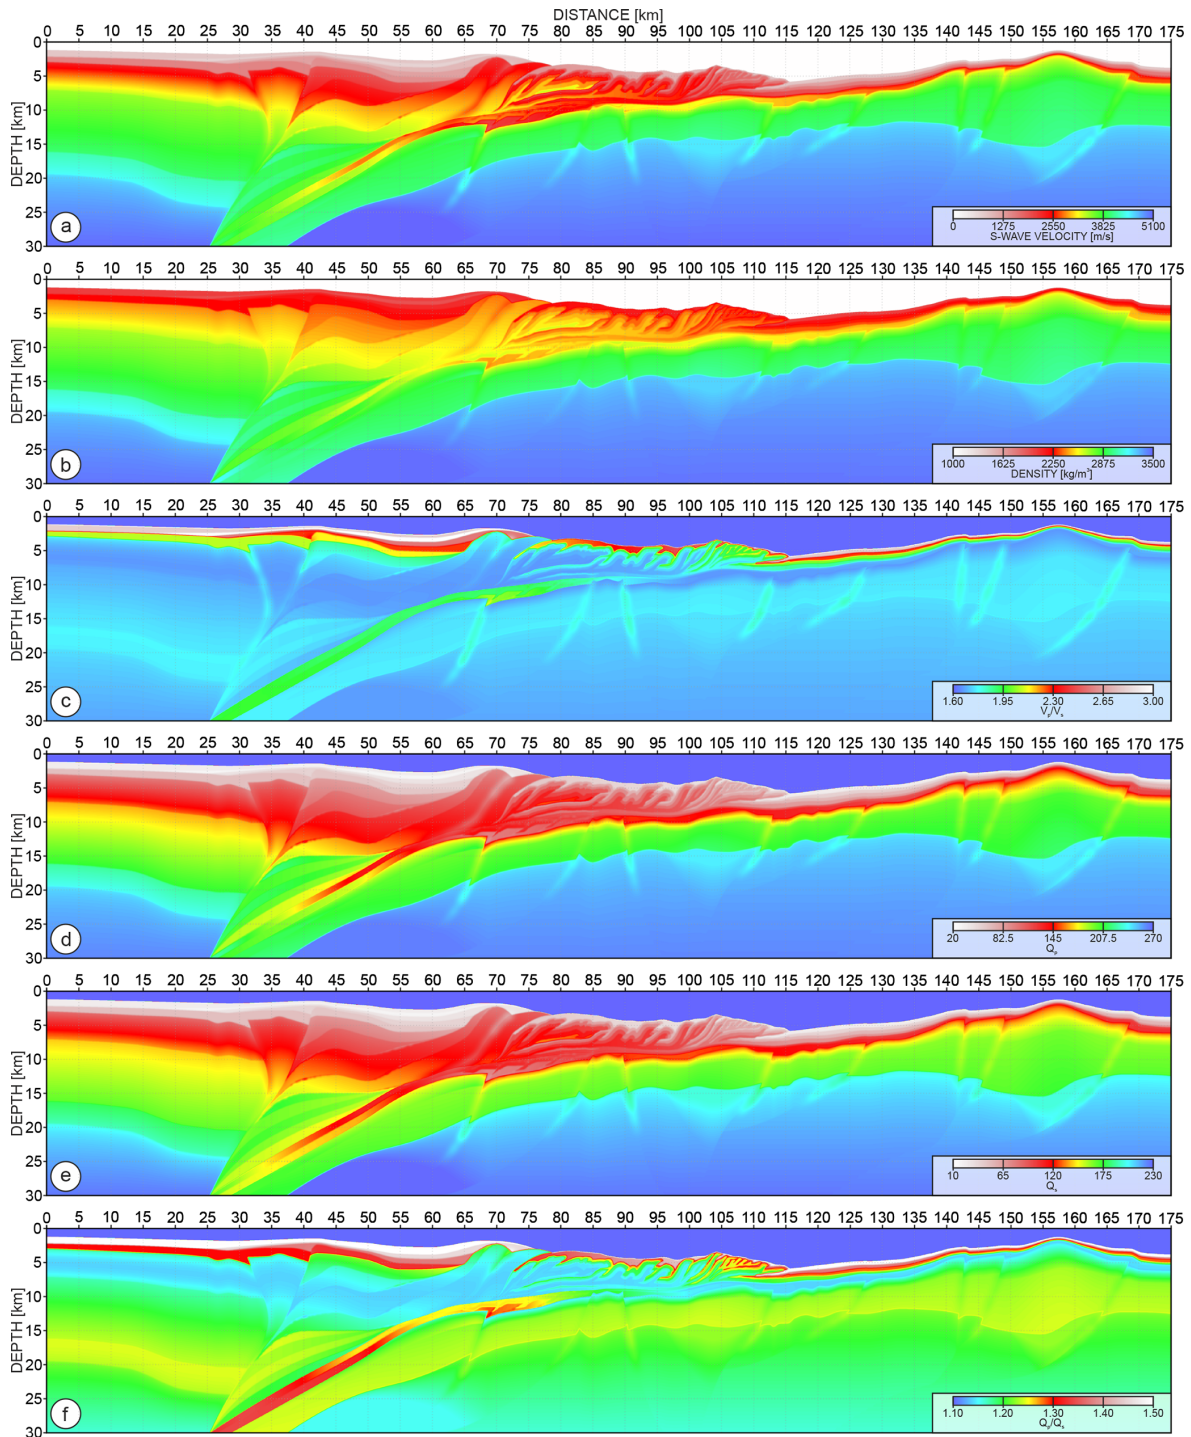 DISTANCE [km]
0 5 10 15 20 25 30 35 40 45 50 55 60 65 70 75 80 85 90 95 100 105 110 115 120 125 130 135 140 145 150 155 160 165 170 175
0
5
10
15
20
25
30
DEPTH [km]
a
0 1275 2550 3825 5100
S-WAVE VELOCITY [m/s]
0 5 10 15 20 25 30 35 40 45 50 55 60 65 70 75 80 85 90 95 100 105 110 115 120 125 130 135 140 145 150 155 160 165 170 175
0
5
10
15
20
25
30
DEPTH [km]
b
1000 1625 2250 2875 3500
DENSITY [kg/m³]
0 5 10 15 20 25 30 35 40 45 50 55 60 65 70 75 80 85 90 95 100 105 110 115 120 125 130 135 140 145 150 155 160 165 170 175
0
5
10
15
20
25
30
DEPTH [km]
c
1.60 1.95 2.30 2.65 3.00
Vₚ/Vₛ
0 5 10 15 20 25 30 35 40 45 50 55 60 65 70 75 80 85 90 95 100 105 110 115 120 125 130 135 140 145 150 155 160 165 170 175
0
5
10
15
20
25
30
DEPTH [km]
d
20 82.5 145 207.5 270
Qₚ
0 5 10 15 20 25 30 35 40 45 50 55 60 65 70 75 80 85 90 95 100 105 110 115 120 125 130 135 140 145 150 155 160 165 170 175
0
5
10
15
20
25
30
DEPTH [km]
e
10 65 120 175 230
Qₛ
0 5 10 15 20 25 30 35 40 45 50 55 60 65 70 75 80 85 90 95 100 105 110 115 120 125 130 135 140 145 150 155 160 165 170 175
0
5
10
15
20
25
30
DEPTH [km]
f
1.10 1.20 1.30 1.40 1.50
Qₚ/Qₛ